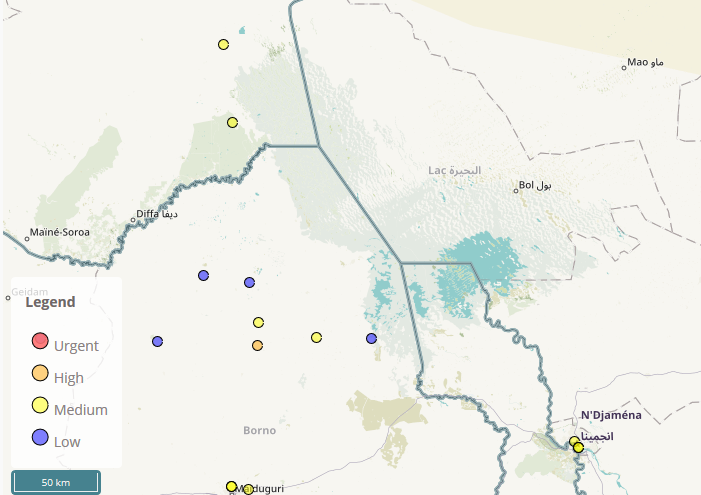 Mao ماو
Lac البحيرة
Bol بول
Diffa ديفا
Maïné-Soroa
Geidam
Legend
Urgent
High
Medium
Low
N'Djaména
انجمينا
Borno
50 km
Maiduguri